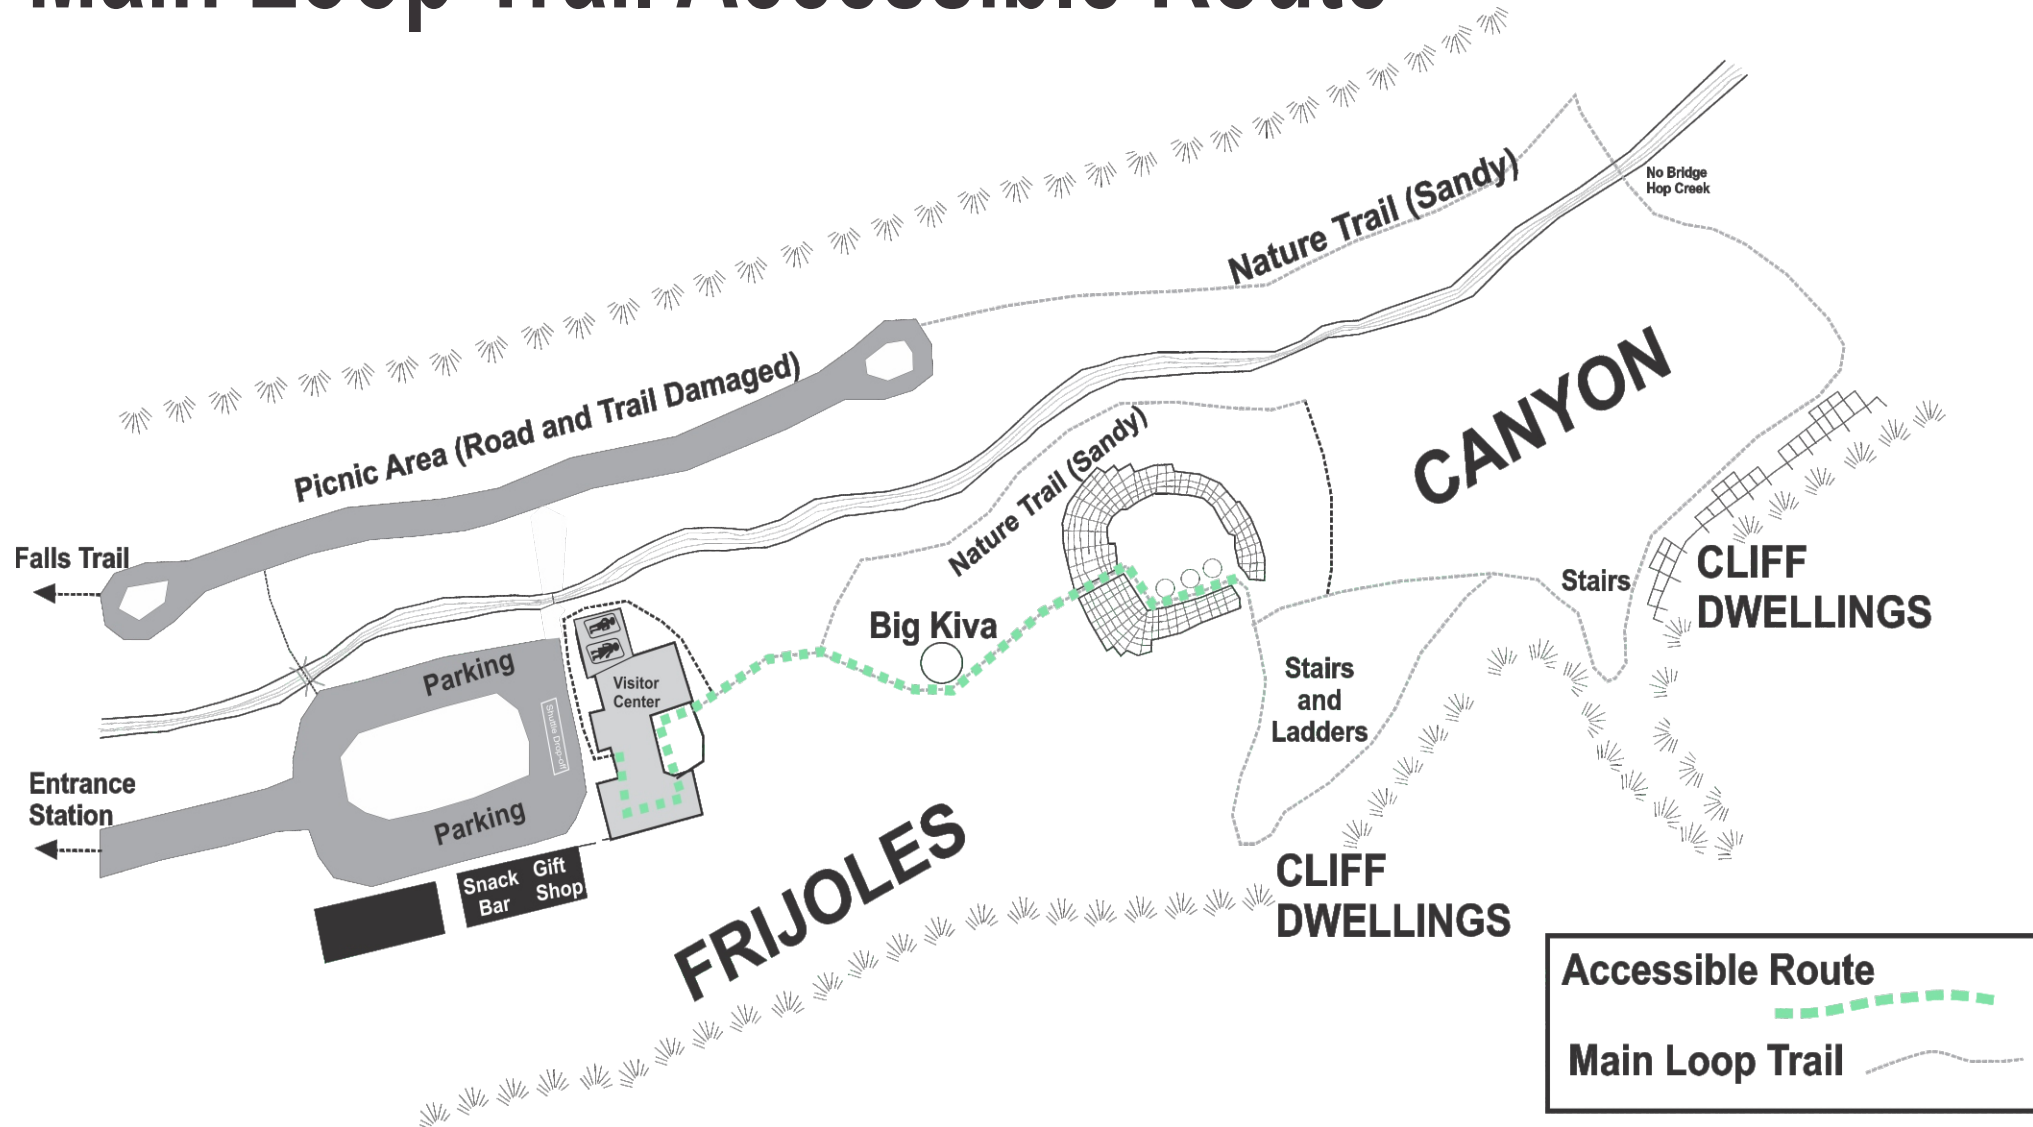 Main Loop Trail Accessible Route
No Bridge
Hop Creek
Nature Trail (Sandy)
CANYON
Picnic Area (Road and Trail Damaged)
Nature Trail (Sandy)
Falls Trail
Stairs
CLIFF
DWELLINGS
Big Kiva
Parking
Visitor
Center
Stairs
and
Ladders
Shuttle Drop-off
Entrance
Station
Parking
FRIJOLES
Snack
Bar
Gift
Shop
CLIFF
DWELLINGS
Accessible Route
Main Loop Trail